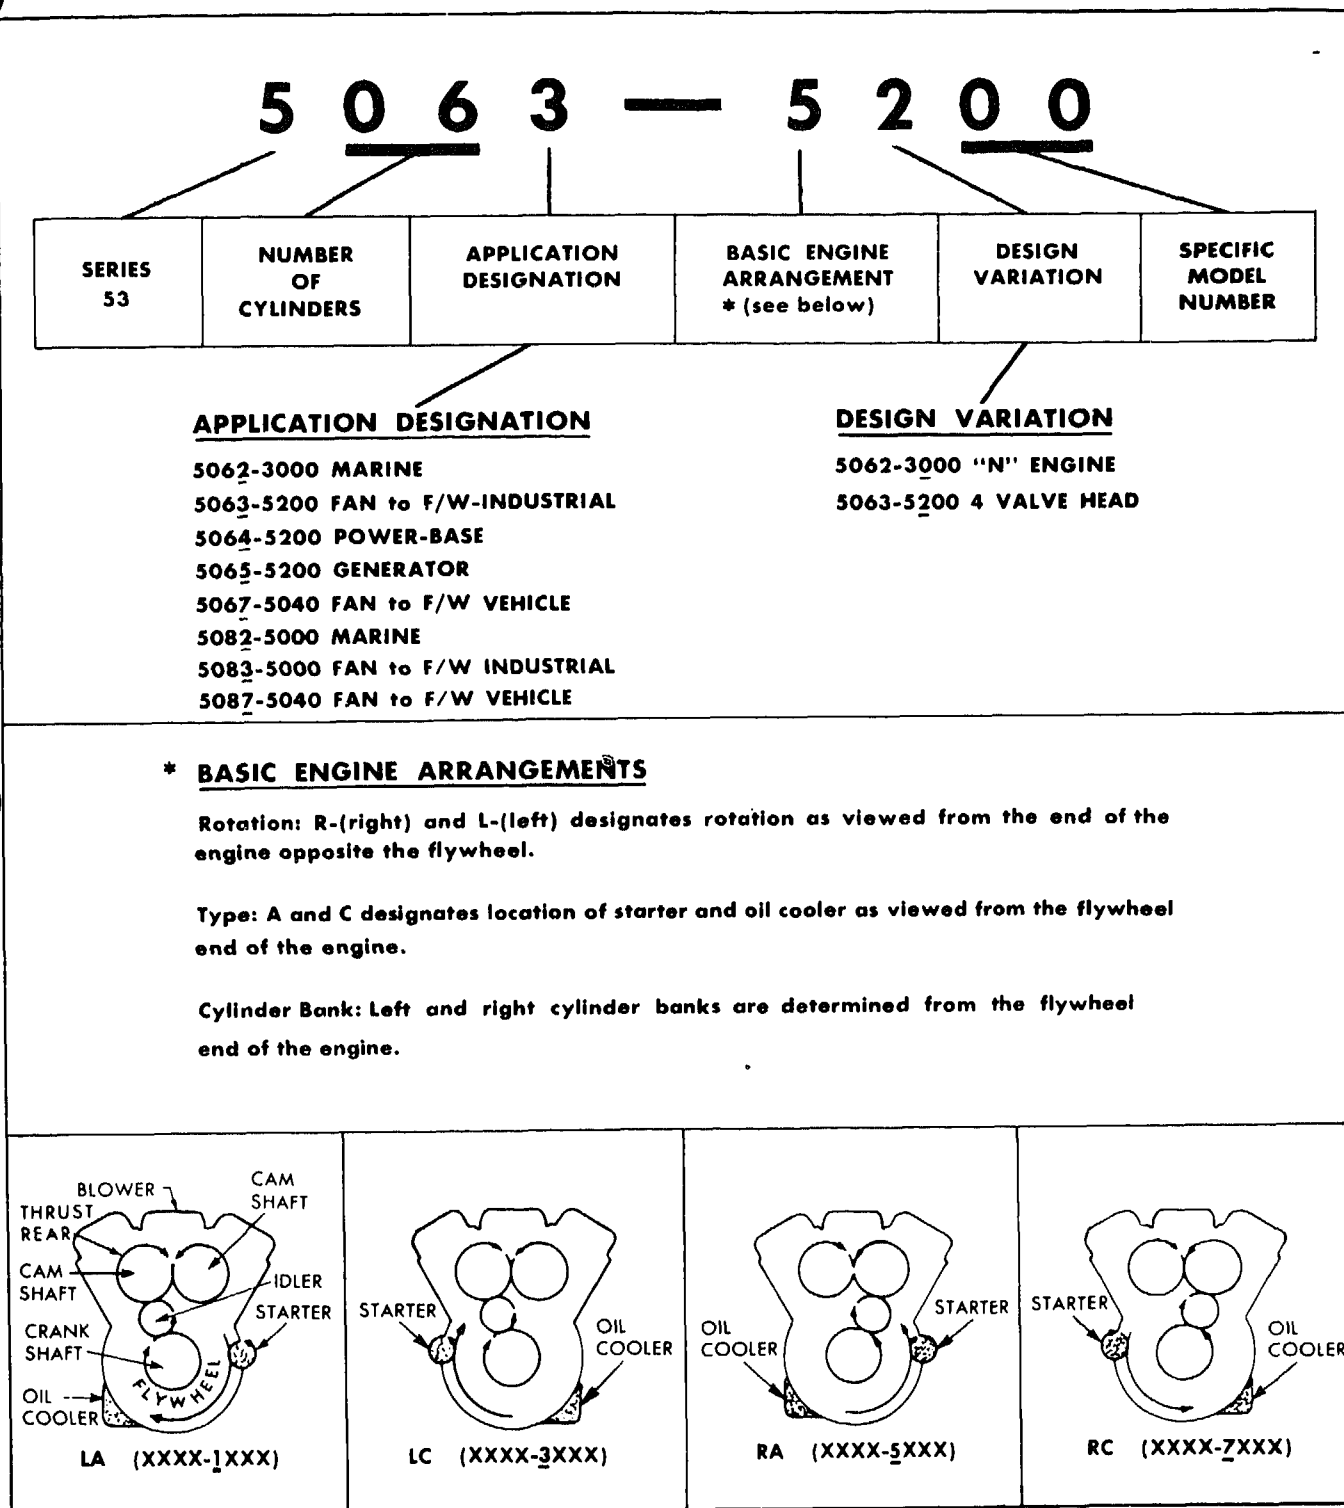 5 0 6 3 — 5 2 0 0
SERIES
53
NUMBER
OF
CYLINDERS
APPLICATION
DESIGNATION
BASIC ENGINE
ARRANGEMENT
* (see below)
DESIGN
VARIATION
SPECIFIC
MODEL
NUMBER
APPLICATION DESIGNATION
5062-3000 MARINE
5063-5200 FAN to F/W-INDUSTRIAL
5064-5200 POWER-BASE
5065-5200 GENERATOR
5067-5040 FAN to F/W VEHICLE
5082-5000 MARINE
5083-5000 FAN to F/W INDUSTRIAL
5087-5040 FAN to F/W VEHICLE
DESIGN VARIATION
5062-3000 "N" ENGINE
5063-5200 4 VALVE HEAD
* BASIC ENGINE ARRANGEMENTS
Rotation: R-(right) and L-(left) designates rotation as viewed from the end of the
engine opposite the flywheel.
Type: A and C designates location of starter and oil cooler as viewed from the flywheel
end of the engine.
Cylinder Bank: Left and right cylinder banks are determined from the flywheel
end of the engine.
BLOWER
CAM
SHAFT
THRUST
REAR
CAM
SHAFT
IDLER
STARTER
CRANK
SHAFT
FLYWHEEL
OIL
COOLER
LA (XXXX-1XXX)
STARTER
OIL
COOLER
LC (XXXX-3XXX)
OIL
COOLER
STARTER
RA (XXXX-5XXX)
STARTER
OIL
COOLER
RC (XXXX-7XXX)